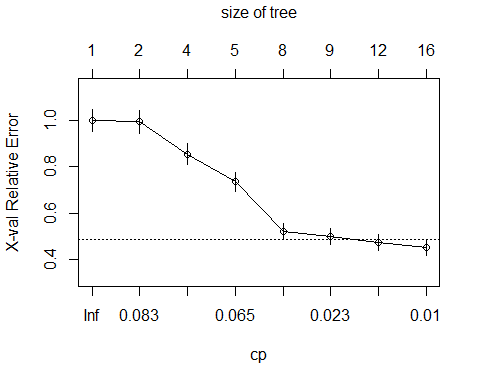 size of tree
1 2 4 5 8 9 12 16
X-val Relative Error
1.0
0.8
0.6
0.4
Inf 0.083 0.065 0.023 0.01
cp